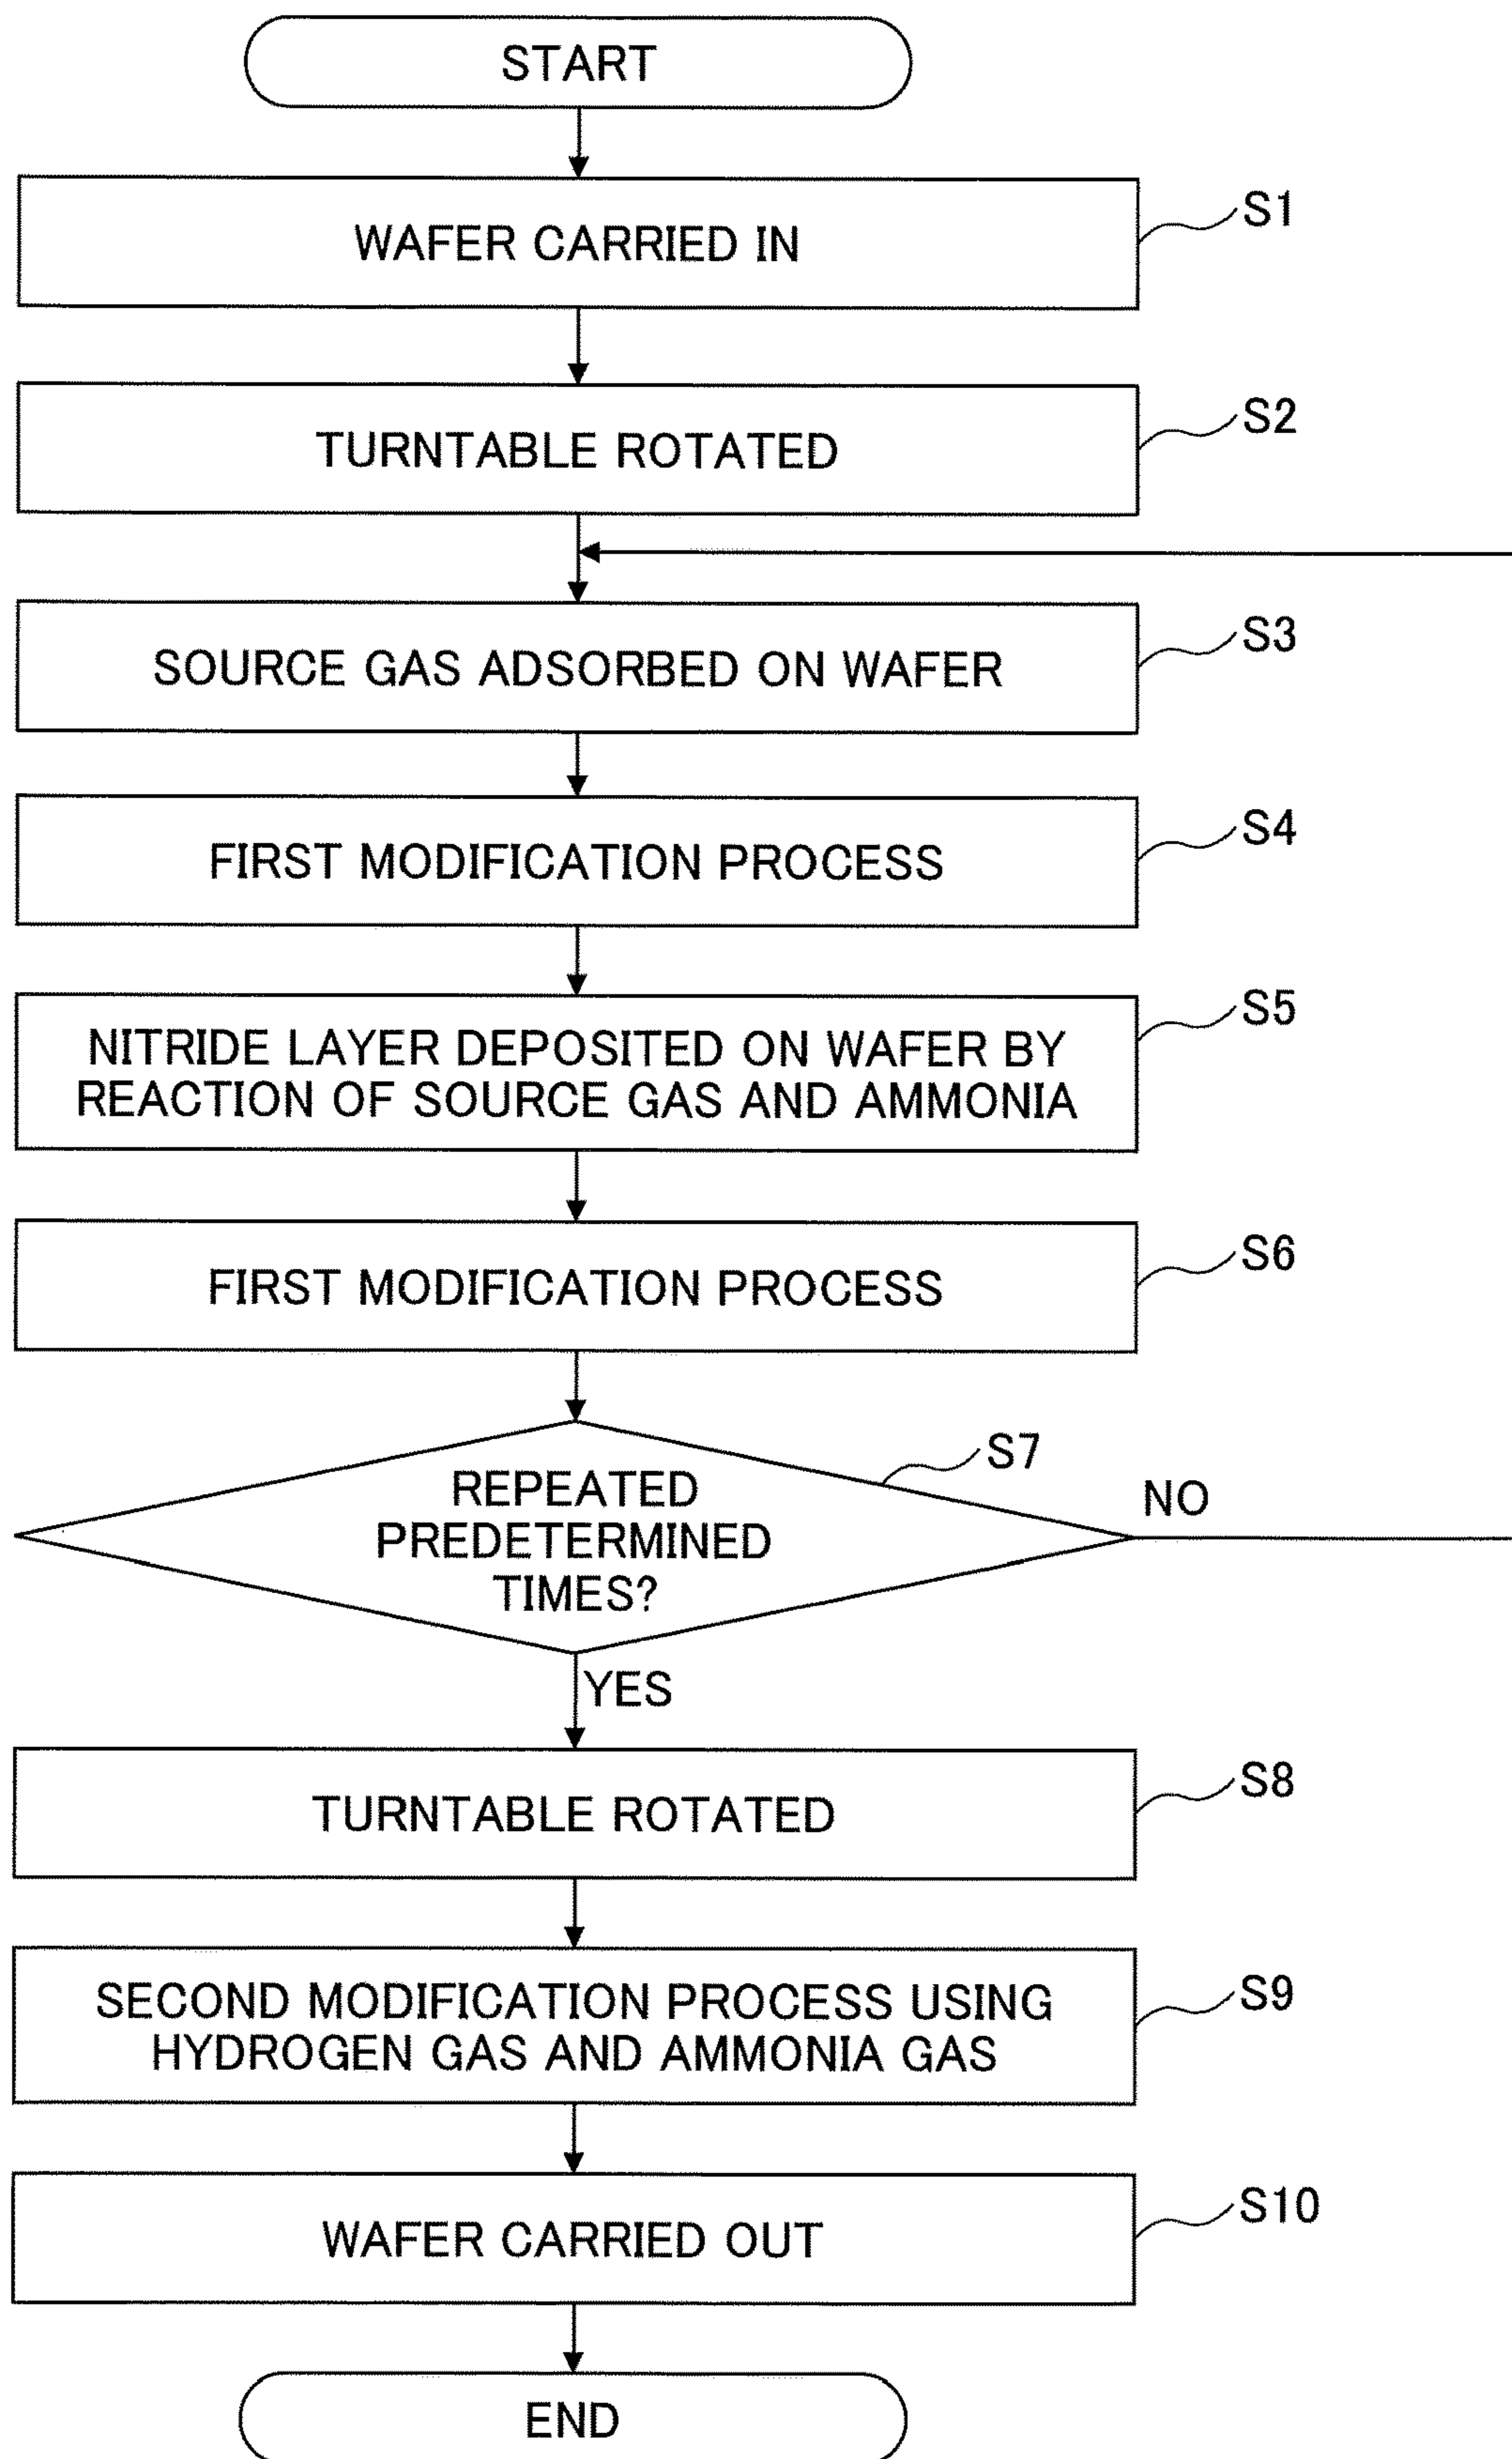 START
WAFER CARRIED IN
S1
TURNTABLE ROTATED
S2
SOURCE GAS ADSORBED ON WAFER
S3
FIRST MODIFICATION PROCESS
S4
NITRIDE LAYER DEPOSITED ON WAFER BY
REACTION OF SOURCE GAS AND AMMONIA
S5
FIRST MODIFICATION PROCESS
S6
REPEATED
PREDETERMINED
TIMES?
S7
NO
YES
TURNTABLE ROTATED
S8
SECOND MODIFICATION PROCESS USING
HYDROGEN GAS AND AMMONIA GAS
S9
WAFER CARRIED OUT
S10
END